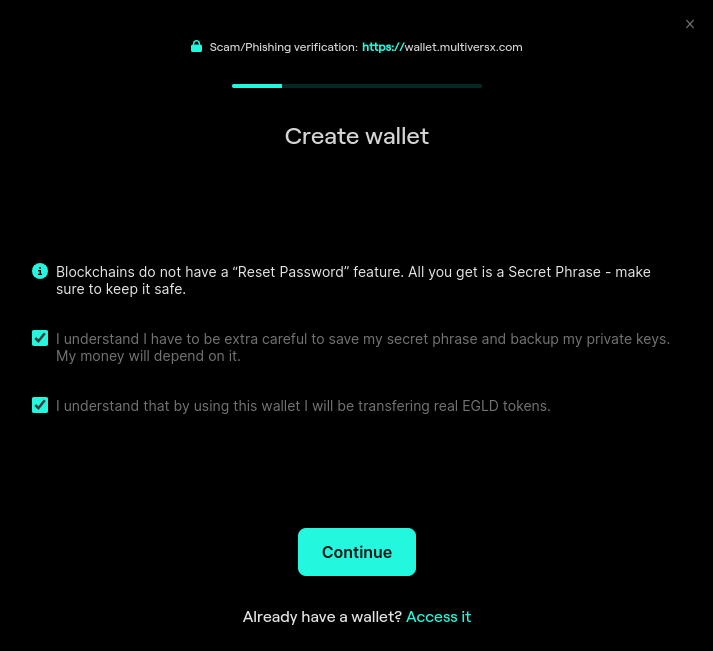 Scam/Phishing verification: https://wallet.multiversx.com
Create wallet
Blockchains do not have a “Reset Password” feature. All you get is a Secret Phrase - make
sure to keep it safe.
I understand I have to be extra careful to save my secret phrase and backup my private keys.
My money will depend on it.
I understand that by using this wallet I will be transfering real EGLD tokens.
Continue
Already have a wallet? Access it